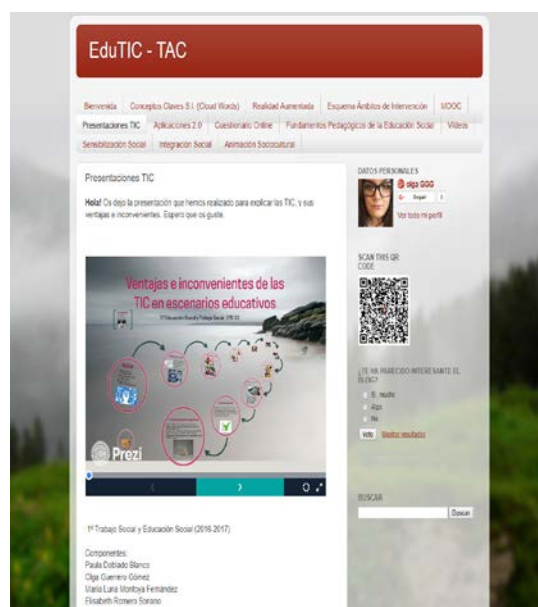 EduTIC - TAC
Bienvenida Conceptos Claves S.I. (Cloud Words) Realidad Aumentada Esquema Ámbitos de Intervención MOOC
Presentaciones TIC Aplicaciones 2.0 Cuestionario Online Fundamentos Pedagógicos de la Educación Social Vídeos
Sensibilización Social Integración Social Animación Sociocultural
Presentaciones TIC
Hola! Os dejo la presentación que hemos realizado para explicar las TIC, y sus
ventajas e inconvenientes. Espero que os guste.
Ventajas e inconvenientes de las
TIC en escenarios educativos
Prezi
1º Trabajo Social y Educación Social (2016-2017)
Componentes:
Paula Doblado Blanco
Olga Guerrero Gómez
María Luna Montoya Fernández
Elisabeth Romero Soriano
DATOS PERSONALES
olga GGG
Seguir
Ver todo mi perfil
SCAN THIS QR
CODE
¿TE HA PARECIDO INTERESANTE EL
BLOG?
Sí, mucho
Algo
No
Voto Mostrar resultados
BUSCAR
Buscar